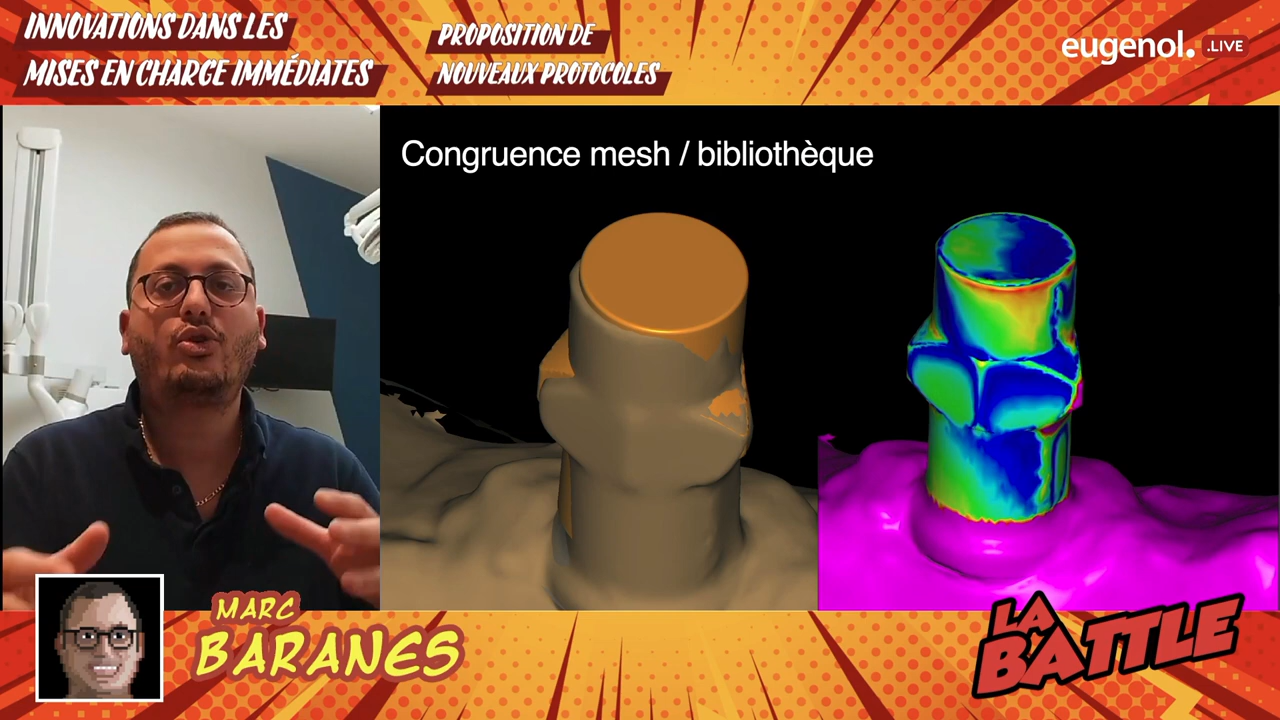 INNOVATIONS DANS LES
MISES EN CHARGE IMMÉDIATES
PROPOSITION DE
NOUVEAUX PROTOCOLES
eugenol. .LIVE
Congruence mesh / bibliothèque
MARC
BARANES
LA
BATTLE